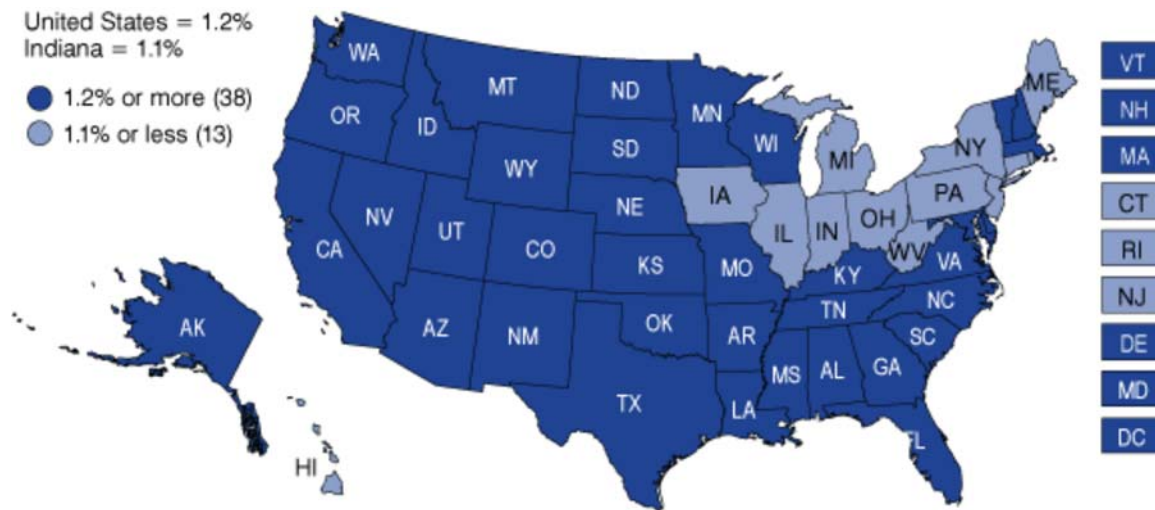 United States = 1.2%
Indiana = 1.1%
1.2% or more (38)
1.1% or less (13)
WA
MT
ND
MN
ME
VT
OR
ID
NH
WI
SD
MI
NY
MA
WY
IA
PA
NE
CT
NV
IL
IN
OH
UT
CO
WV
CA
KS
MO
KY
VA
RI
NJ
TN
NC
AK
AZ
NM
OK
AR
SC
DE
MS
AL
GA
MD
TX
LA
DC
FL
HI